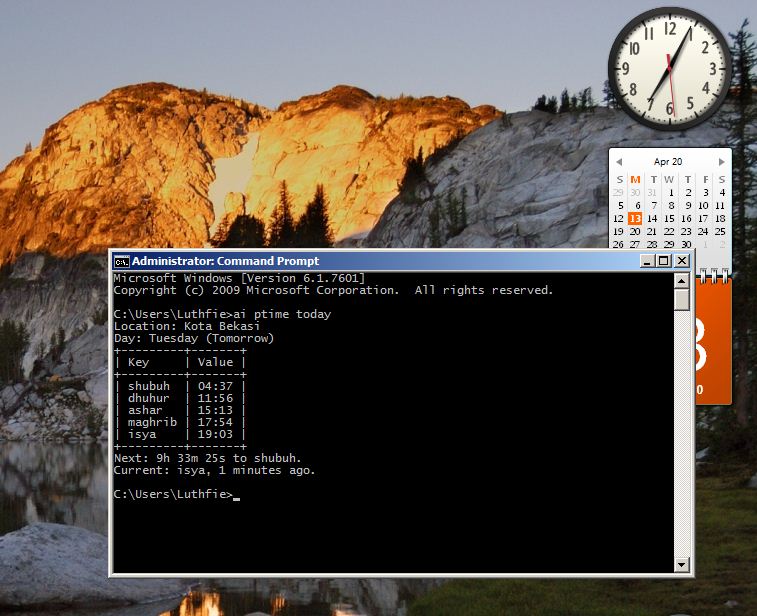 12
1
2
3
4
5
6
7
8
9
10
11
Apr 20
S M T W T F S
29 30 31 1 2 3 4
5 6 7 8 9 10 11
12 13 14 15 16 17 18
19 20 21 22 23 24 25
26 27 28 29 30 1 2
Administrator: Command Prompt
Microsoft Windows [Version 6.1.7601]
Copyright (c) 2009 Microsoft Corporation.  All rights reserved.
C:\Users\Luthfie>ai ptime today
Location: Kota Bekasi
Day: Tuesday (Tomorrow)
+---------+-------+
| Key     | Value |
+---------+-------+
| shubuh  | 04:37 |
| dhuhur  | 11:56 |
| ashar   | 15:13 |
| maghrib | 17:54 |
| isya    | 19:03 |
+---------+-------+
Next: 9h 33m 25s to shubuh.
Current: isya, 1 minutes ago.
C:\Users\Luthfie>_